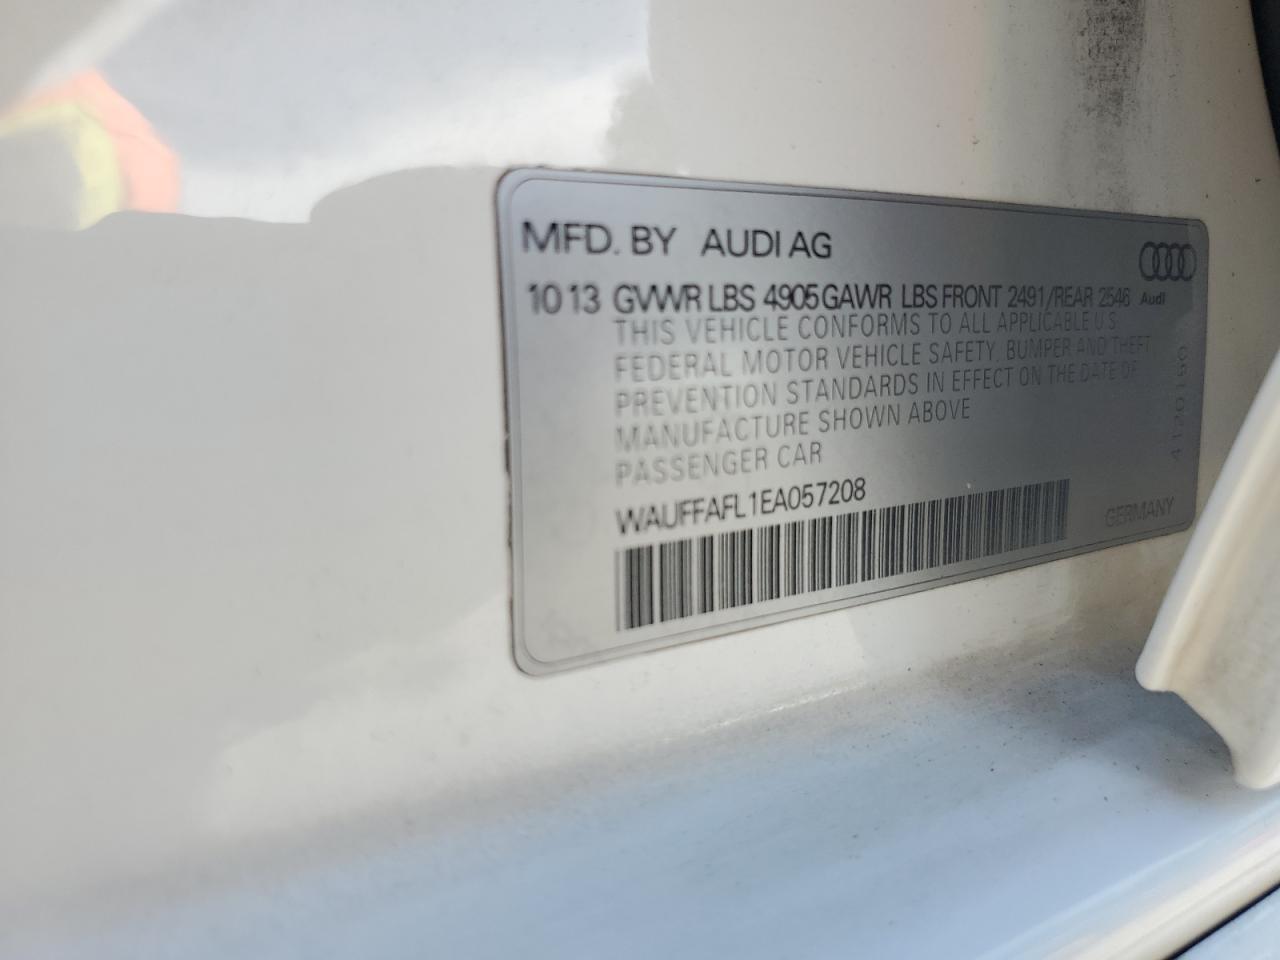 MFD. BY AUDI AG
10 13 GVWR LBS 4905 GAWR LBS FRONT 2491/REAR 2546
Audi
THIS VEHICLE CONFORMS TO ALL APPLICABLE U S
FEDERAL MOTOR VEHICLE SAFETY, BUMPER AND THEFT
PREVENTION STANDARDS IN EFFECT ON THE DATE OF
MANUFACTURE SHOWN ABOVE
PASSENGER CAR
WAUFFAFL1EA057208
GERMANY
4120150